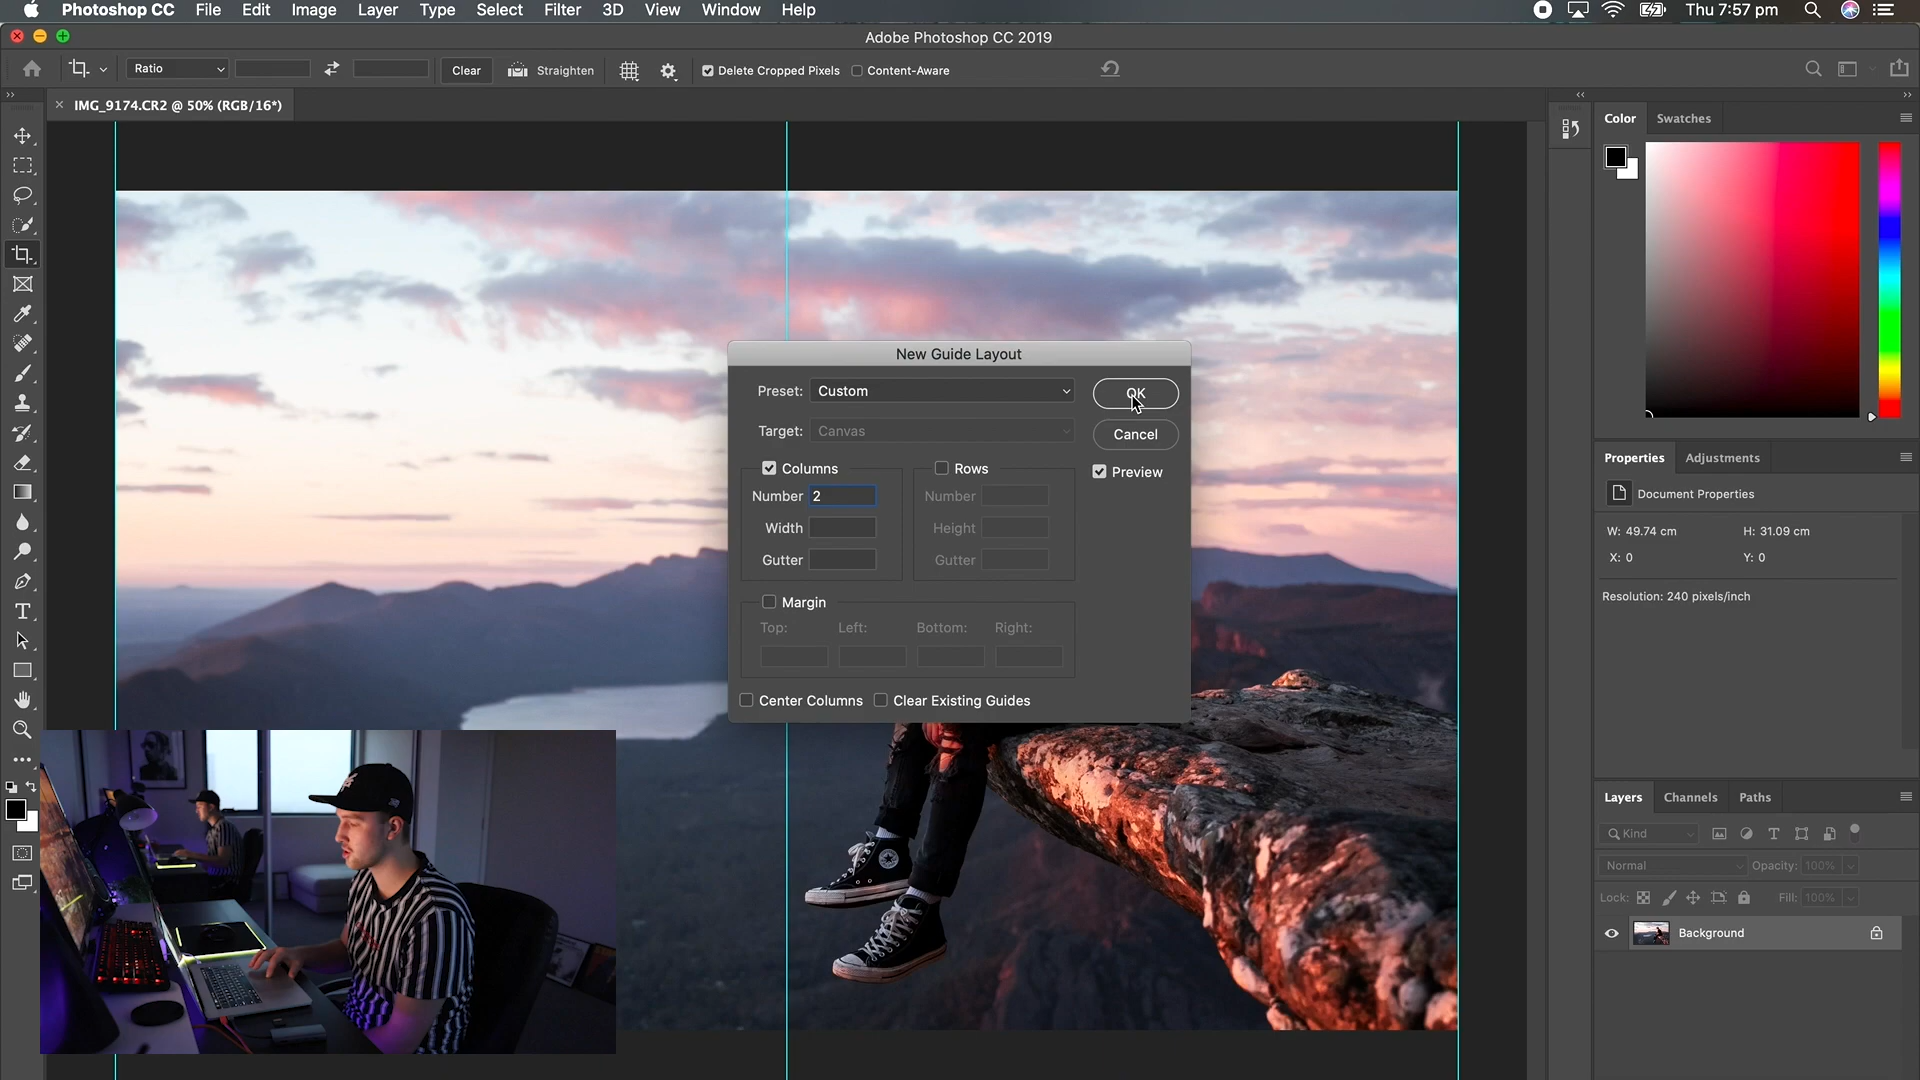 Photoshop CC File Edit Image Layer Type Select Filter 3D View Window Help Thu 7:57 pm
Adobe Photoshop CC 2019
Ratio Clear Straighten Delete Cropped Pixels Content-Aware
IMG_9174.CR2 @ 50% (RGB/16*)
Color Swatches
New Guide Layout
Preset: Custom OK
Target: Canvas Cancel
Columns Rows Preview
Number 2 Number
Width Height
Gutter Gutter
Margin
Top: Left: Bottom: Right:
Center Columns Clear Existing Guides
Properties Adjustments
Document Properties
W: 49.74 cm H: 31.09 cm
X: 0 Y: 0
Resolution: 240 pixels/inch
Layers Channels Paths
Kind
Normal Opacity: 100%
Lock: Fill: 100%
Background